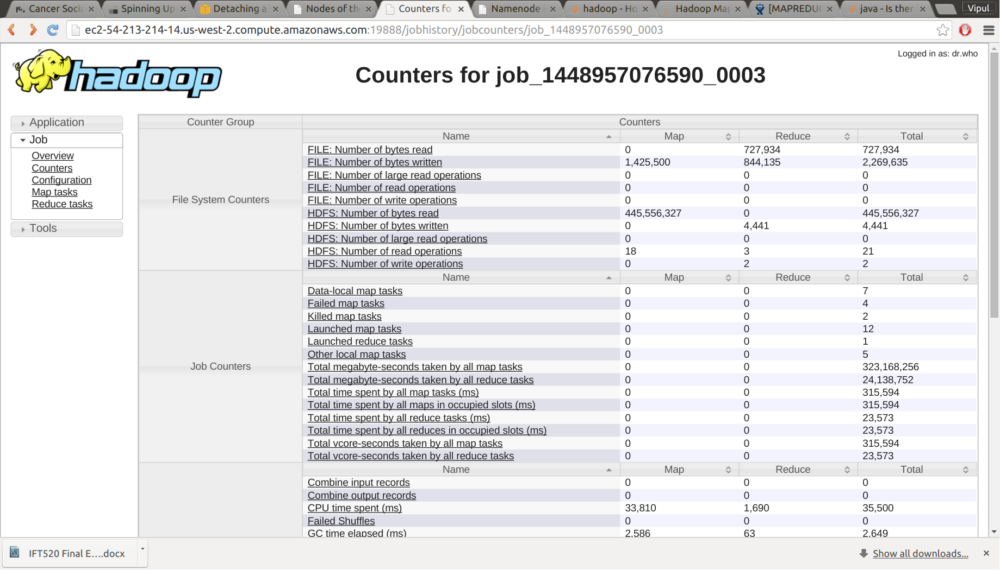 Cancer Soci
Spinning Up
Detaching a
Nodes of th
Counters fo
Namenode i
hadoop - Ho
Hadoop Map
[MAPREDUC
java - Is ther
Vipul
ec2-54-213-214-14.us-west-2.compute.amazonaws.com:19888/jobhistory/jobcounters/job_1448957076590_0003
Logged in as: dr.who
hadoop
Counters for job_1448957076590_0003
Application
Job
Overview
Counters
Configuration
Map tasks
Reduce tasks
Tools
Counter Group Counters
File System Counters
Name Map Reduce Total
FILE: Number of bytes read 0 727,934 727,934
FILE: Number of bytes written 1,425,500 844,135 2,269,635
FILE: Number of large read operations 0 0 0
FILE: Number of read operations 0 0 0
FILE: Number of write operations 0 0 0
HDFS: Number of bytes read 445,556,327 0 445,556,327
HDFS: Number of bytes written 0 4,441 4,441
HDFS: Number of large read operations 0 0 0
HDFS: Number of read operations 18 3 21
HDFS: Number of write operations 0 2 2
Job Counters
Name Map Reduce Total
Data-local map tasks 0 0 7
Failed map tasks 0 0 4
Killed map tasks 0 0 2
Launched map tasks 0 0 12
Launched reduce tasks 0 0 1
Other local map tasks 0 0 5
Total megabyte-seconds taken by all map tasks 0 0 323,168,256
Total megabyte-seconds taken by all reduce tasks 0 0 24,138,752
Total time spent by all map tasks (ms) 0 0 315,594
Total time spent by all maps in occupied slots (ms) 0 0 315,594
Total time spent by all reduce tasks (ms) 0 0 23,573
Total time spent by all reduces in occupied slots (ms) 0 0 23,573
Total vcore-seconds taken by all map tasks 0 0 315,594
Total vcore-seconds taken by all reduce tasks 0 0 23,573
Name Map Reduce Total
Combine input records 0 0 0
Combine output records 0 0 0
CPU time spent (ms) 33,810 1,690 35,500
Failed Shuffles 0 0 0
GC time elapsed (ms) 2,586 63 2,649
IFT520 Final E....docx
Show all downloads...